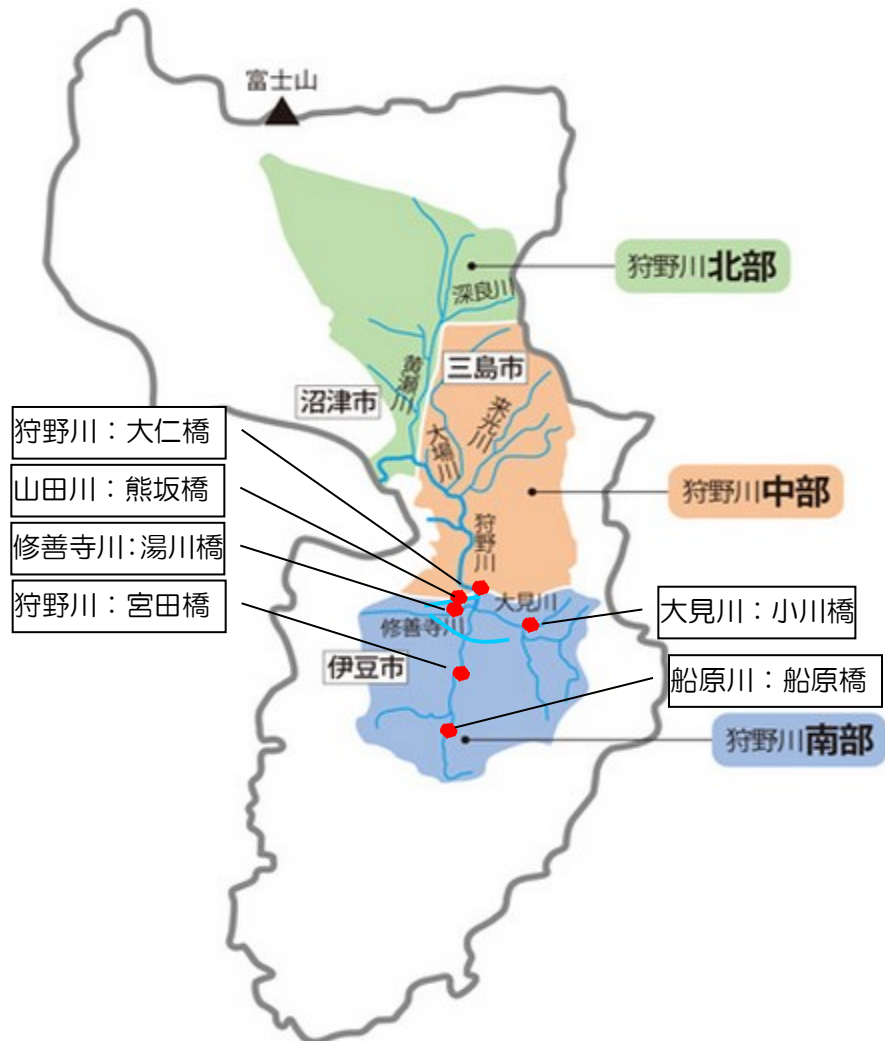 富士山
狩野川北部
深良川
三島市
黄瀬川
沼津市
来光川
大場川
狩野川：大仁橋
山田川：熊坂橋
狩野川中部
狩野川
修善寺川：湯川橋
狩野川：宮田橋
大見川
大見川：小川橋
修善寺川
伊豆市
船原川：船原橋
狩野川南部